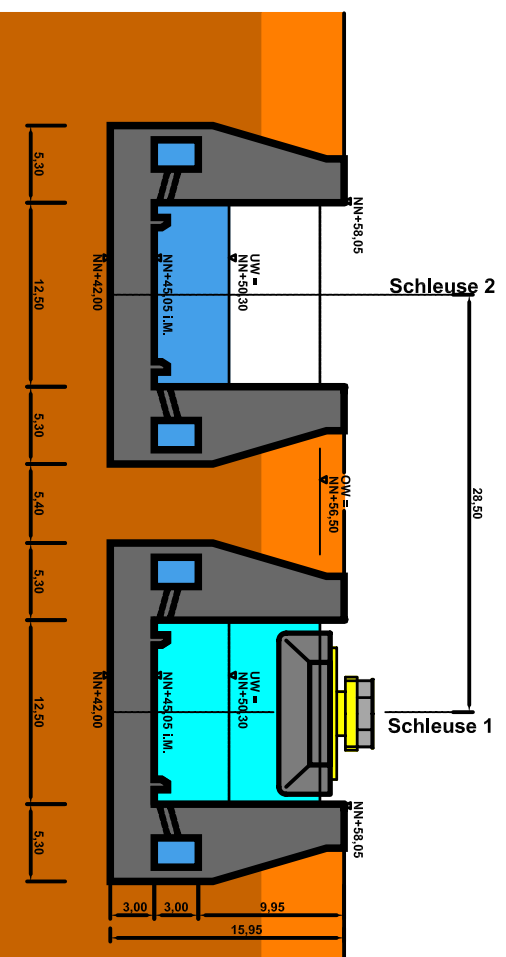 Schleuse 2
Schleuse 1
NN+58,05
UW =
NN+50,30
NN+45,05 i.M.
NN+42,00
OW =
NN+56,50
UW =
NN+50,30
NN+45,05 i.M.
NN+42,00
NN+58,05
28,50
5,30
12,50
5,30
5,40
5,30
12,50
5,30
3,00
3,00
9,95
15,95